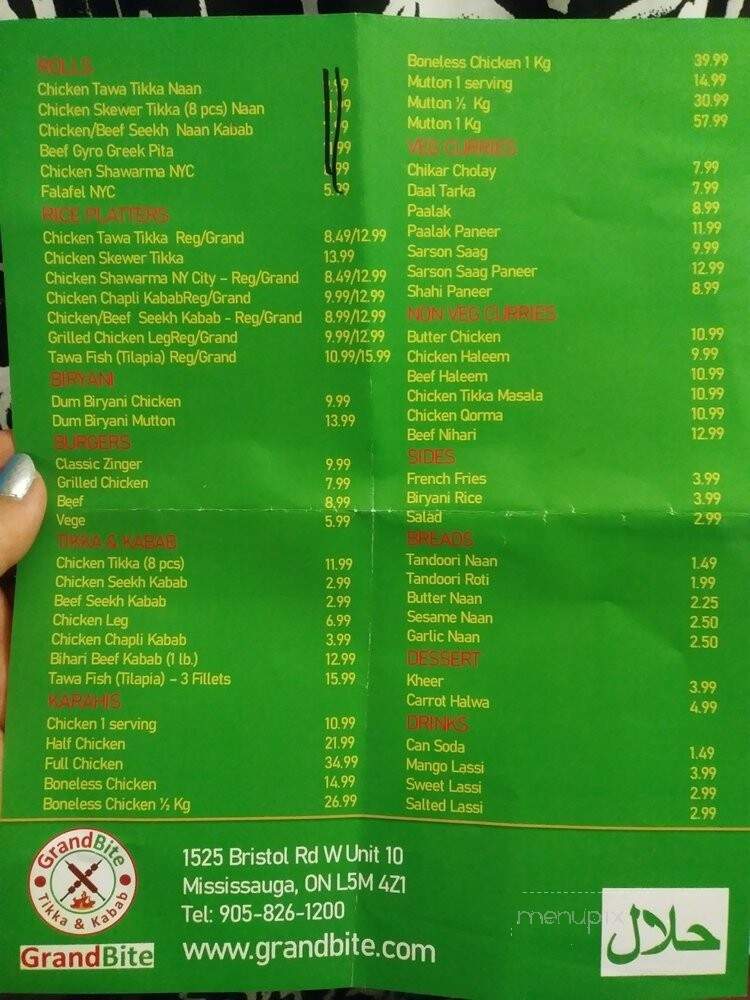 ROLLS
Chicken Tawa Tikka Naan
Chicken Skewer Tikka (8 pcs) Naan
Chicken/Beef Seekh Naan Kabab
Beef Gyro Greek Pita
Chicken Shawarma NYC
Falafel NYC 5.99
RICE PLATTERS
Chicken Tawa Tikka Reg/Grand 8.49/12.99
Chicken Skewer Tikka 13.99
Chicken Shawarma NY City - Reg/Grand 8.49/12.99
Chicken Chapli KababReg/Grand 9.99/12.99
Chicken/Beef Seekh Kabab - Reg/Grand 8.99/12.99
Grilled Chicken LegReg/Grand 9.99/12.99
Tawa Fish (Tilapia) Reg/Grand 10.99/15.99
BIRYANI
Dum Biryani Chicken 9.99
Dum Biryani Mutton 13.99
BURGERS
Classic Zinger 9.99
Grilled Chicken 7.99
Beef 8,99
Vege 5.99
TIKKA & KABAB
Chicken Tikka (8 pcs) 11.99
Chicken Seekh Kabab 2.99
Beef Seekh Kabab 2.99
Chicken Leg 6.99
Chicken Chapli Kabab 3.99
Bihari Beef Kabab (1 lb.) 12.99
Tawa Fish (Tilapia) - 3 Fillets 15.99
KARAHIS
Chicken 1 serving 10.99
Half Chicken 21.99
Full Chicken 34.99
Boneless Chicken 14.99
Boneless Chicken ½ Kg 26.99
Boneless Chicken 1 Kg 39.99
Mutton 1 serving 14.99
Mutton ½ Kg 30.99
Mutton 1 Kg 57.99
VEG CURRIES
Chikar Cholay 7.99
Daal Tarka 7.99
Paalak 8.99
Paalak Paneer 11.99
Sarson Saag 9.99
Sarson Saag Paneer 12.99
Shahi Paneer 8.99
NON VEG CURRIES
Butter Chicken 10.99
Chicken Haleem 9.99
Beef Haleem 10.99
Chicken Tikka Masala 10.99
Chicken Qorma 10.99
Beef Nihari 12.99
SIDES
French Fries 3.99
Biryani Rice 3.99
Salad 2.99
BREADS
Tandoori Naan 1.49
Tandoori Roti 1.99
Butter Naan 2.25
Sesame Naan 2.50
Garlic Naan 2.50
DESSERT
Kheer 3.99
Carrot Halwa 4.99
DRINKS
Can Soda 1.49
Mango Lassi 3.99
Sweet Lassi 2.99
Salted Lassi 2.99
GrandBite
Tikka & Kabab
GrandBite
1525 Bristol Rd W Unit 10
Mississauga, ON L5M 4Z1
Tel: 905-826-1200
www.grandbite.com
menupix
حلال